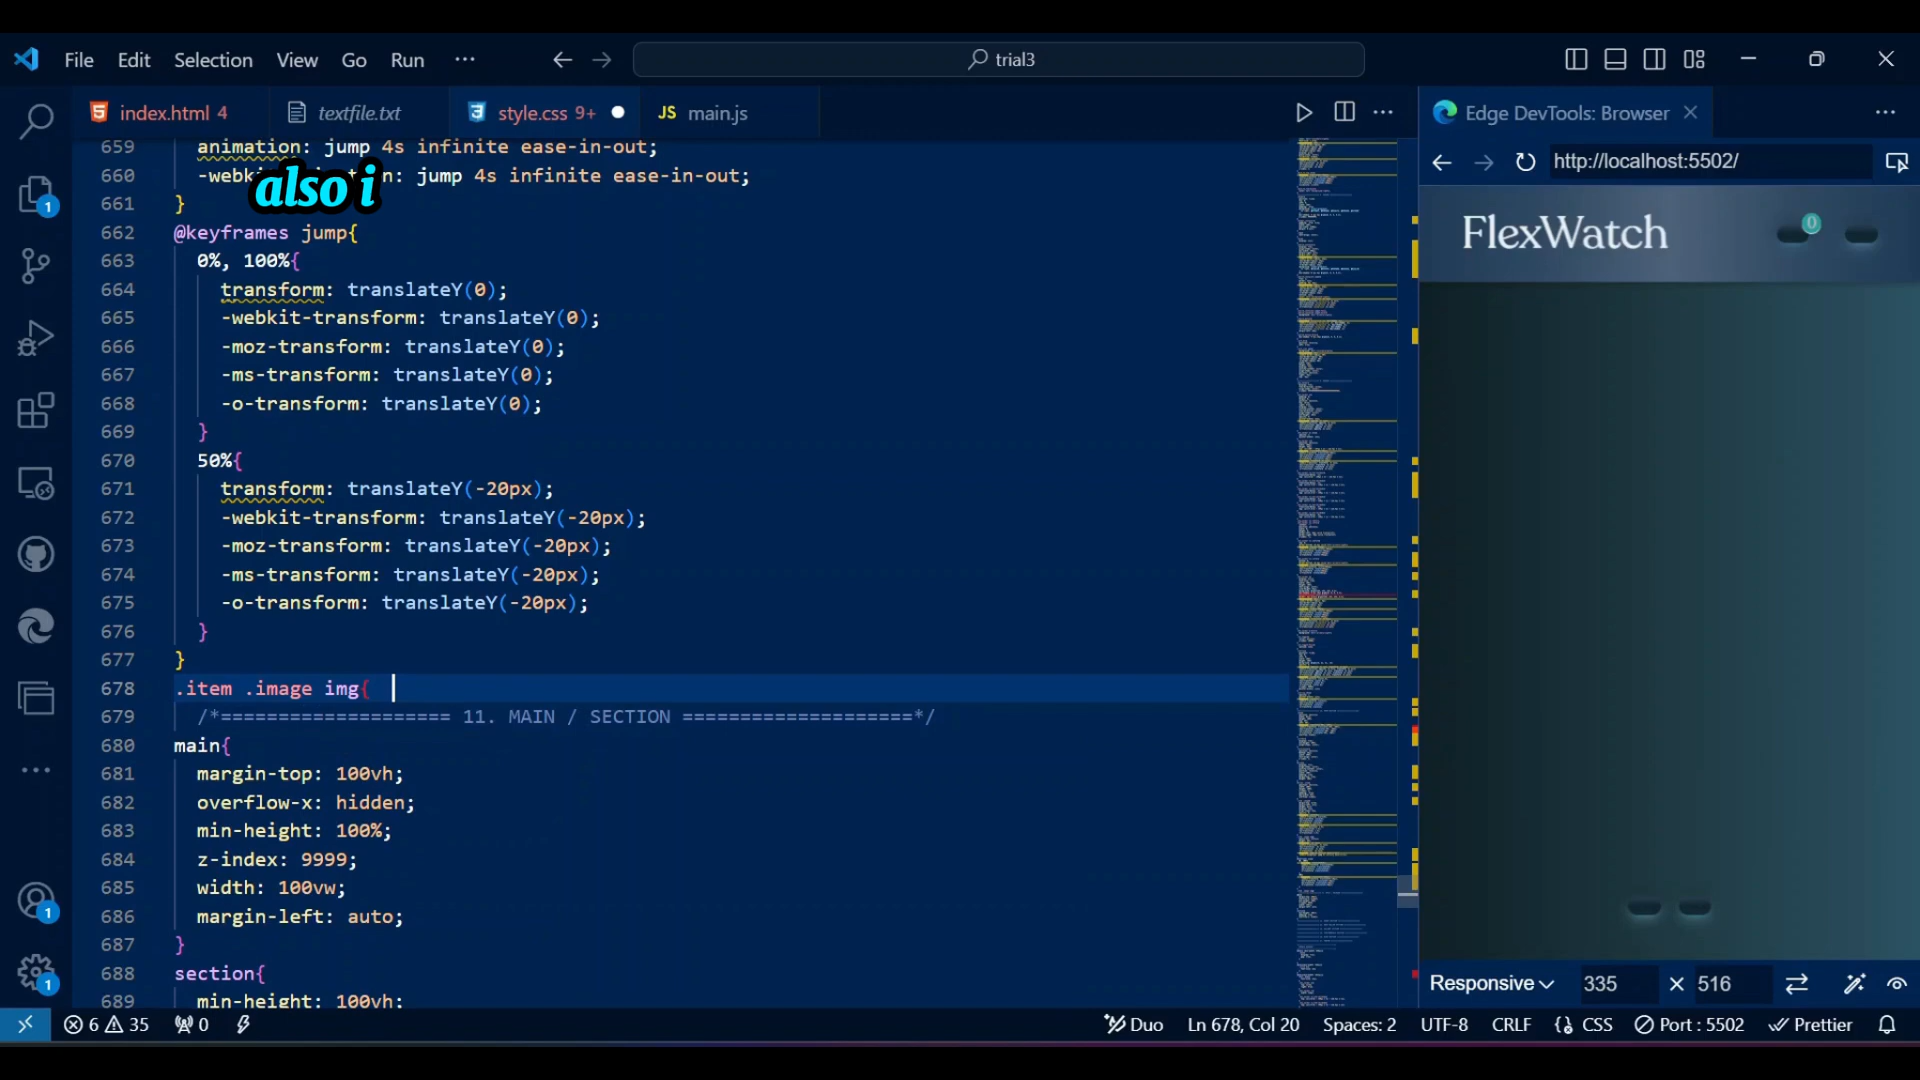 File Edit Selection View Go Run ··· trial3
index.html 4 textfile.txt style.css 9+ JS main.js Edge DevTools: Browser
http://localhost:5502/
659 animation: jump 4s infinite ease-in-out;
660 -webk n: jump 4s infinite ease-in-out;
also i
661 }
662 @keyframes jump{
663 0%, 100%{
664 transform: translateY(0);
665 -webkit-transform: translateY(0);
666 -moz-transform: translateY(0);
667 -ms-transform: translateY(0);
668 -o-transform: translateY(0);
669 }
670 50%{
671 transform: translateY(-20px);
672 -webkit-transform: translateY(-20px);
673 -moz-transform: translateY(-20px);
674 -ms-transform: translateY(-20px);
675 -o-transform: translateY(-20px);
676 }
677 }
678 .item .image img{
679 /*==================== 11. MAIN / SECTION ====================*/
680 main{
681 margin-top: 100vh;
682 overflow-x: hidden;
683 min-height: 100%;
684 z-index: 9999;
685 width: 100vw;
686 margin-left: auto;
687 }
688 section{
689 min-height: 100vh;
1
1
1
FlexWatch 0
Responsive 335 × 516
6 35 0 Duo Ln 678, Col 20 Spaces: 2 UTF-8 CRLF {} CSS Port : 5502 Prettier